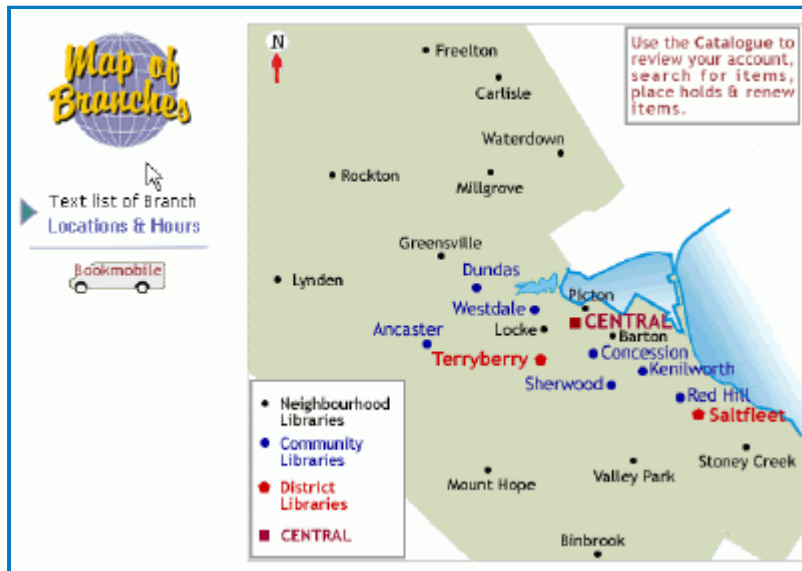 Map of
Branches
Text list of Branch
Locations & Hours
Bookmobile
N
Use the Catalogue to
review your account,
search for items,
place holds & renew
items.
Freelton
Carlisle
Waterdown
Rockton
Millgrove
Greensville
Lynden
Dundas
Picton
Westdale
CENTRAL
Ancaster
Locke
Barton
Terryberry
Concession
Kenilworth
Sherwood
Red Hill
Saltfleet
Stoney Creek
Valley Park
Mount Hope
Binbrook
Neighbourhood
Libraries
Community
Libraries
District
Libraries
CENTRAL